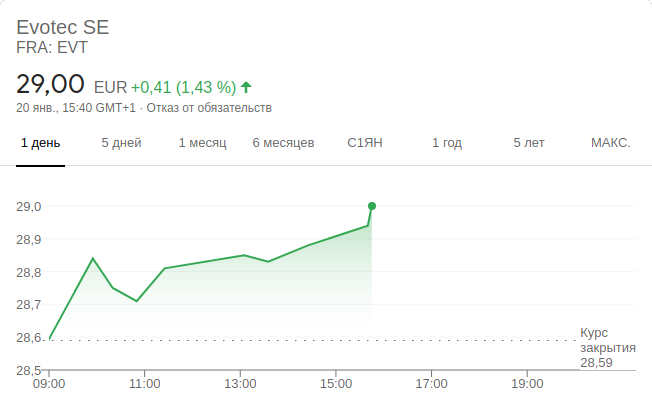 Evotec SE
FRA: EVT
29,00 EUR +0,41 (1,43 %)
20 янв., 15:40 GMT+1 · Отказ от обязательств
1 день 5 дней 1 месяц 6 месяцев С1ЯН 1 год 5 лет МАКС.
29,0
28,9
28,8
28,7
28,6
Курс
закрытия
28,59
28,5
09:00 11:00 13:00 15:00 17:00 19:00